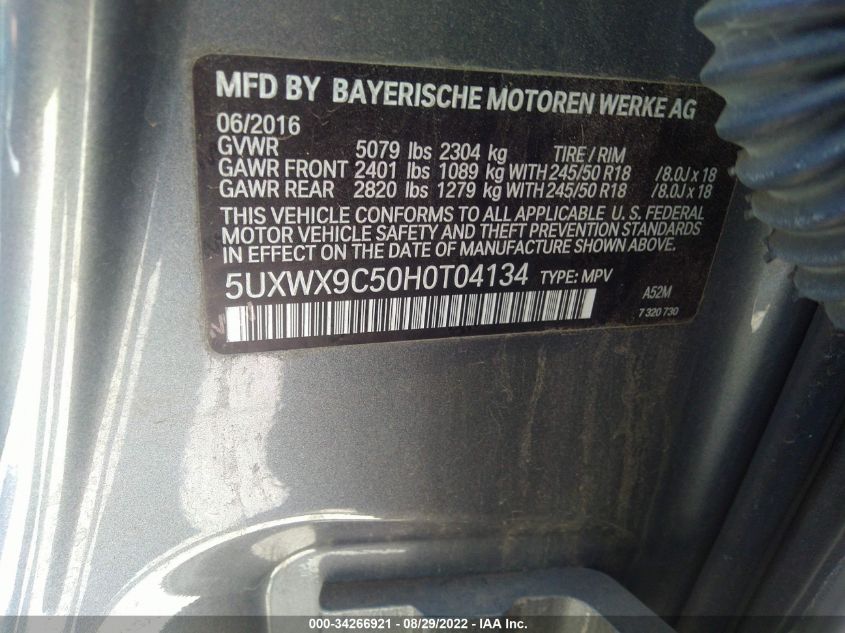 MFD BY BAYERISCHE MOTOREN WERKE AG
06/2016
GVWR 5079 lbs 2304 kg TIRE / RIM
GAWR FRONT 2401 lbs 1089 kg WITH 245/50 R18 /8.0J x 18
GAWR REAR 2820 lbs 1279 kg WITH 245/50 R18 /8.0J x 18
THIS VEHICLE CONFORMS TO ALL APPLICABLE U. S. FEDERAL
MOTOR VEHICLE SAFETY AND THEFT PREVENTION STANDARDS
IN EFFECT ON THE DATE OF MANUFACTURE SHOWN ABOVE.
5UXWX9C50H0T04134 TYPE: MPV
A52M
7 320 730
000-34266921 - 08/29/2022 - IAA Inc.